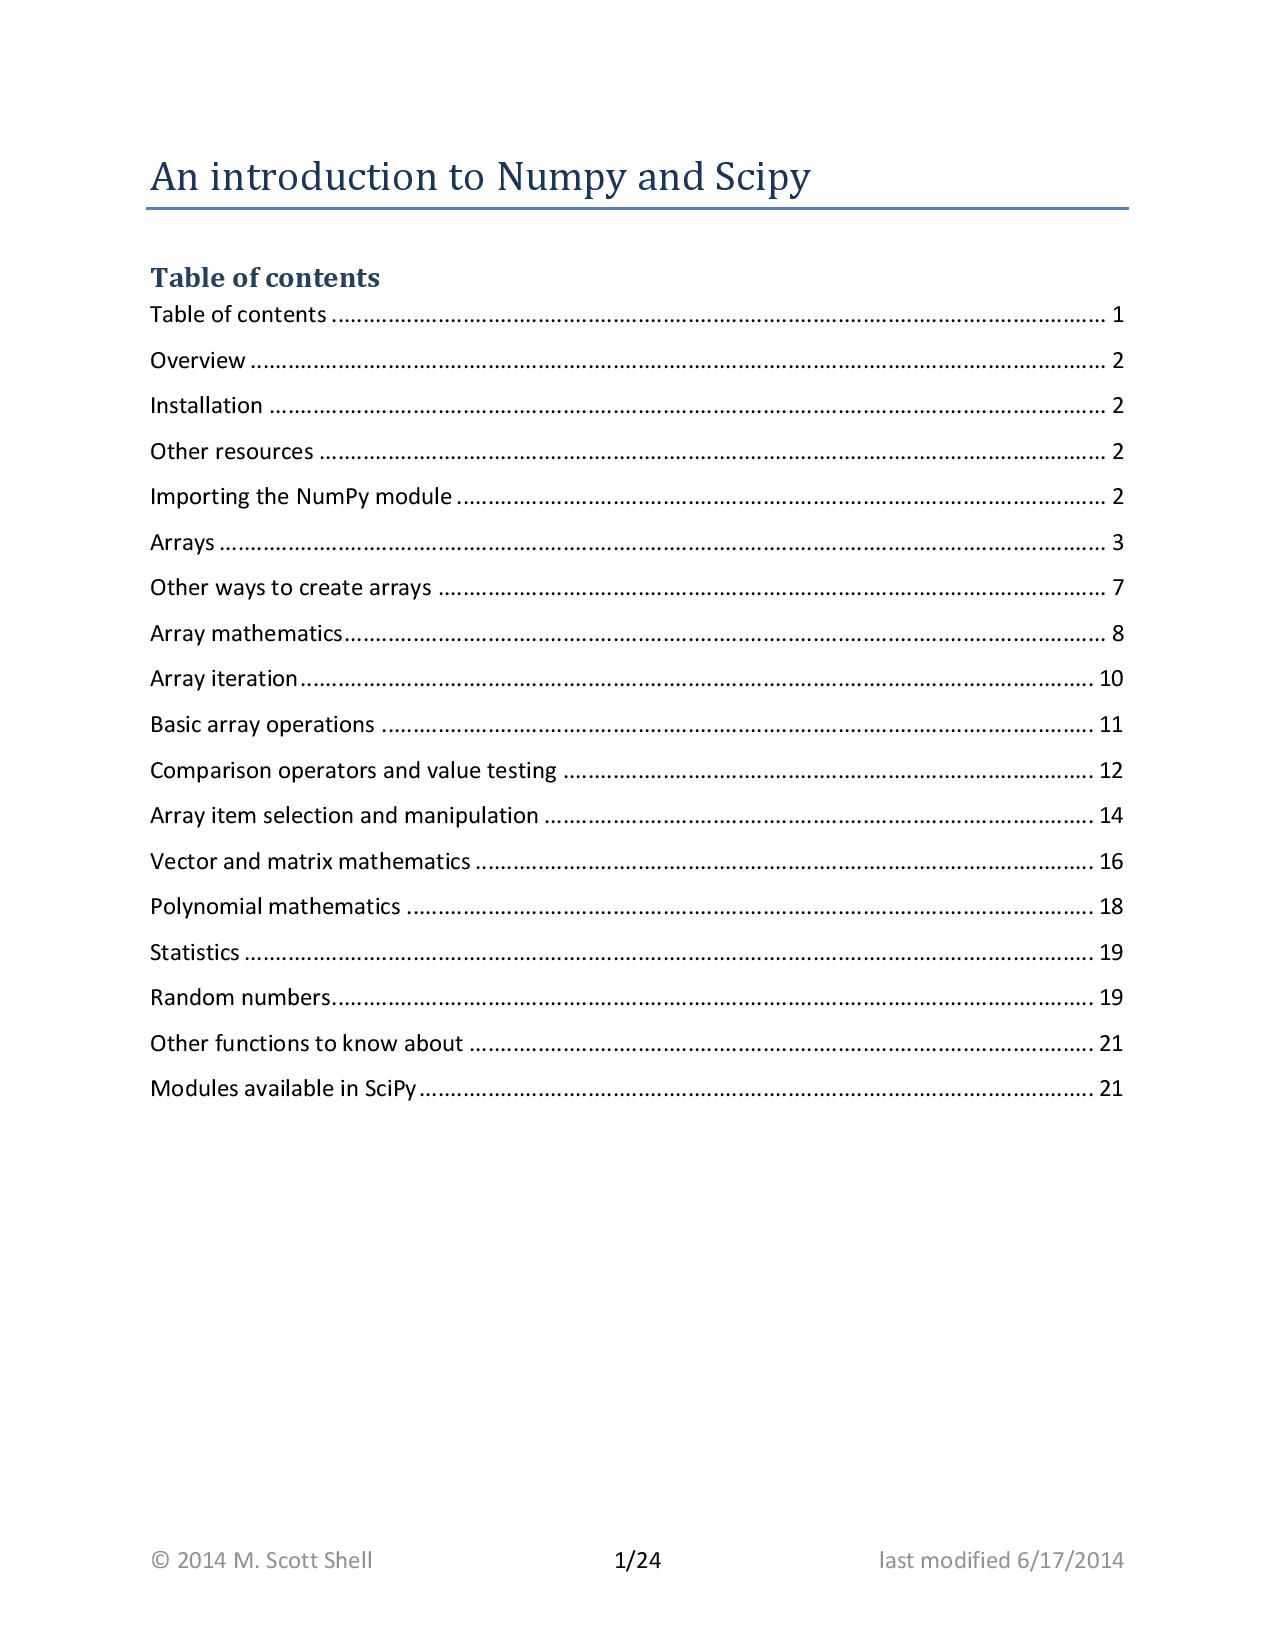 An introduction to Numpy and Scipy
Table of contents
Table of contents ............................................................................................................................ 1
Overview ......................................................................................................................................... 2
Installation ...................................................................................................................................... 2
Other resources .............................................................................................................................. 2
Importing the NumPy module ........................................................................................................ 2
Arrays .............................................................................................................................................. 3
Other ways to create arrays ........................................................................................................... 7
Array mathematics .......................................................................................................................... 8
Array iteration ............................................................................................................................... 10
Basic array operations .................................................................................................................. 11
Comparison operators and value testing ..................................................................................... 12
Array item selection and manipulation ........................................................................................ 14
Vector and matrix mathematics ................................................................................................... 16
Polynomial mathematics .............................................................................................................. 18
Statistics ........................................................................................................................................ 19
Random numbers .......................................................................................................................... 19
Other functions to know about .................................................................................................... 21
Modules available in SciPy ............................................................................................................ 21
© 2014 M. Scott Shell 1/24 last modified 6/17/2014